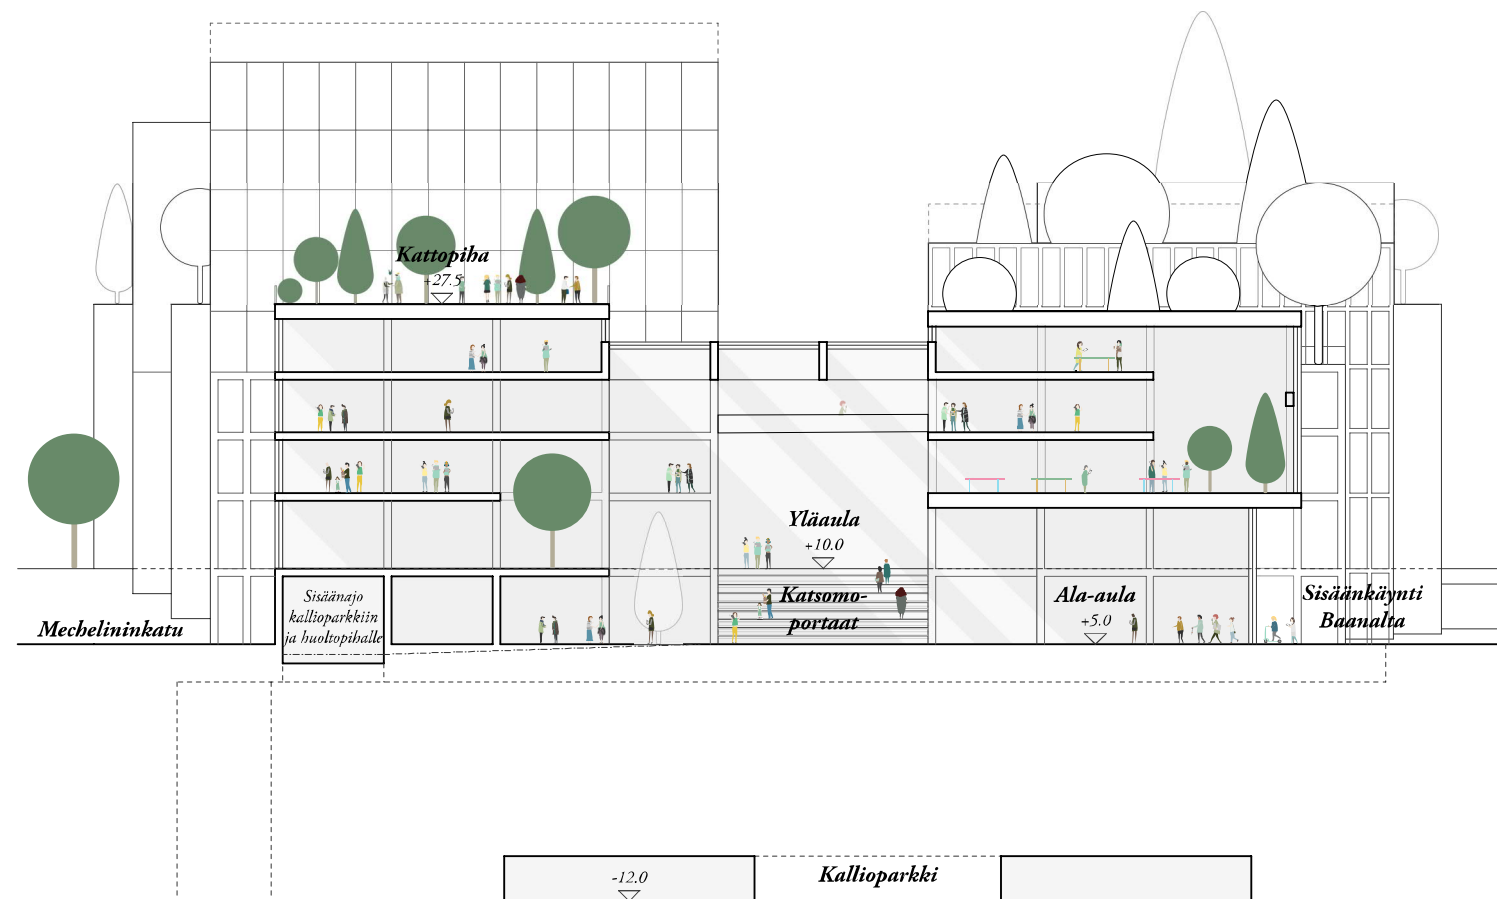 Kattopiha
+27.5
Yläaula
+10.0
Katsomo-
portaat
Ala-aula
+5.0
Sisäänkäynti
Baanalta
Sisäänajo
kallioparkkiin
ja huoltopihalle
Mechelininkatu
-12.0
Kallioparkki